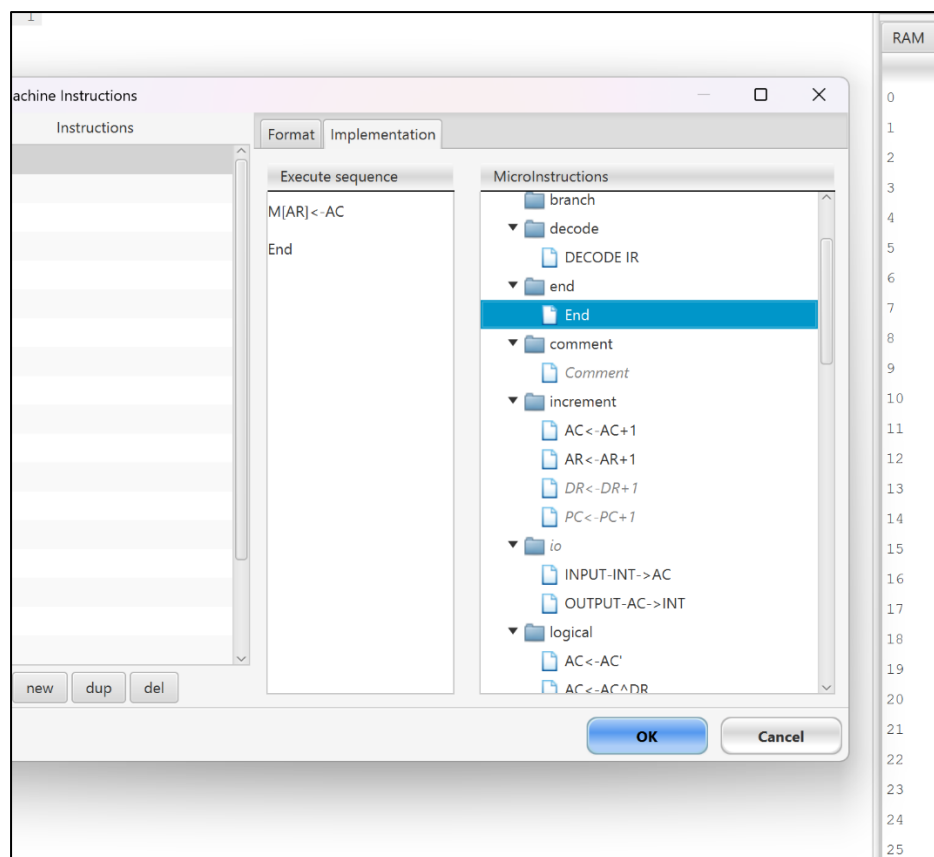 1
RAM
achine Instructions
Instructions
Format
Implementation
Execute sequence
M[AR]<-AC
End
MicroInstructions
branch
decode
DECODE IR
end
End
comment
Comment
increment
AC<-AC+1
AR<-AR+1
DR<-DR+1
PC<-PC+1
io
INPUT-INT->AC
OUTPUT-AC->INT
logical
AC<-AC'
AC<-AC^DR
new
dup
del
OK
Cancel
0
1
2
3
4
5
6
7
8
9
10
11
12
13
14
15
16
17
18
19
20
21
22
23
24
25